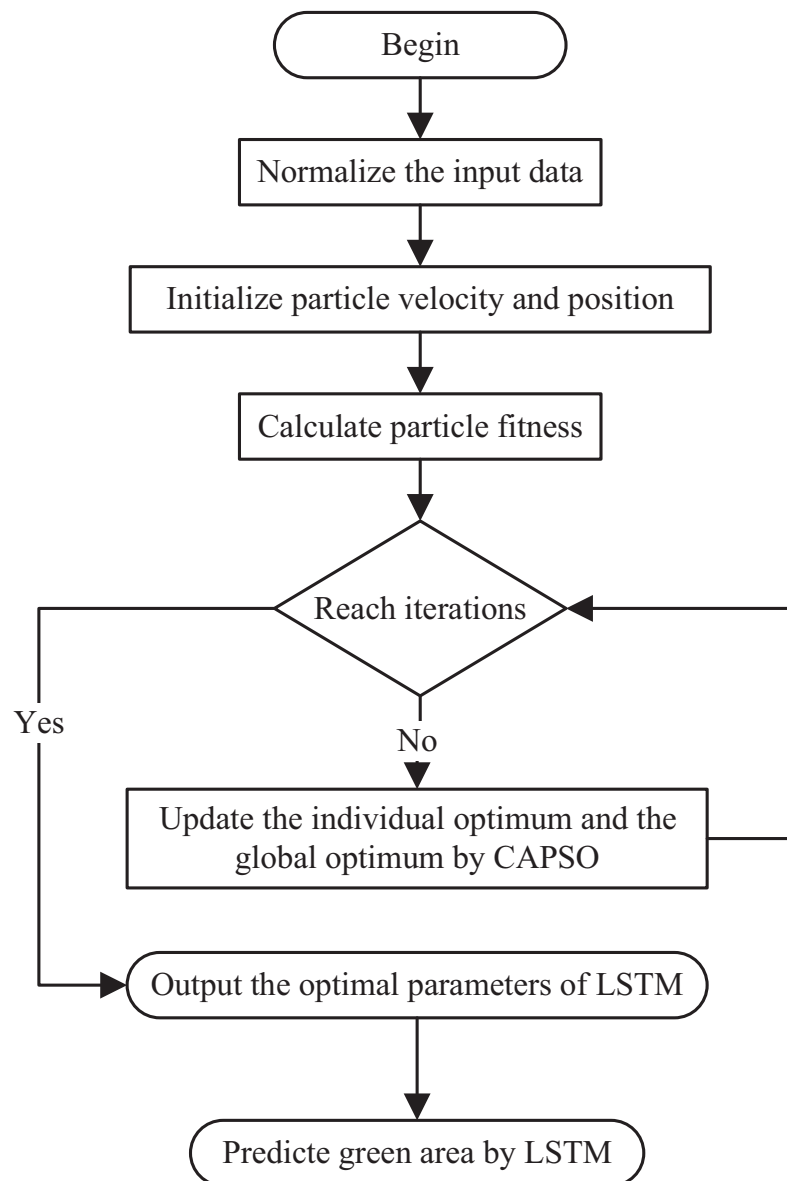 Begin
Normalize the input data
Initialize particle velocity and position
Calculate particle fitness
Reach iterations
Yes
No
Update the individual optimum and the
global optimum by CAPSO
Output the optimal parameters of LSTM
Predicte green area by LSTM